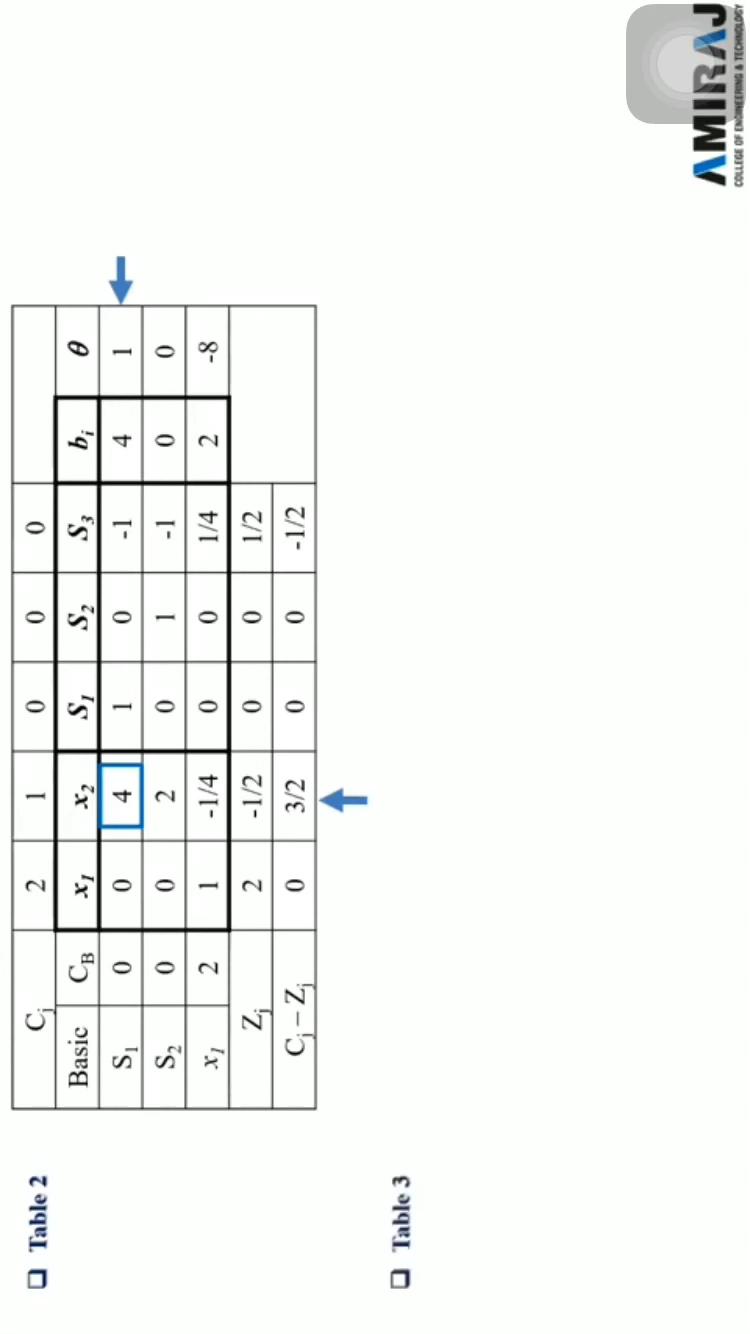 ❑ Table 2
Cj 2 1 0 0 0
Basic CB x1 x2 S1 S2 S3 bi θ
S1 0 0 4 1 0 -1 4 1
S2 0 0 2 0 1 -1 0 0
x1 2 1 -1/4 0 0 1/4 2 -8
Zj 2 -1/2 0 0 1/2
Cj – Zj 0 3/2 0 0 -1/2
❑ Table 3
AMIRAJ
COLLEGE OF ENGINEERING & TECHNOLOGY